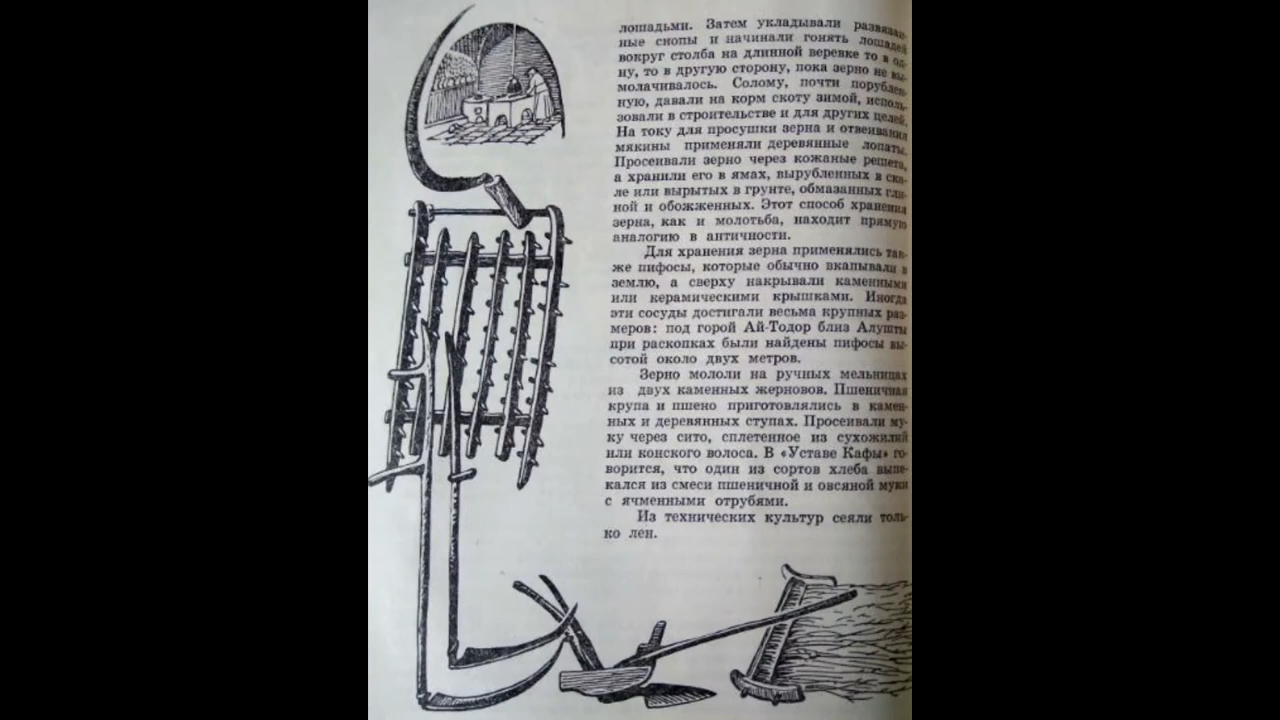 лошадьми. Затем укладывали развязан-
ные снопы и начинали гонять лошадей
вокруг столба на длинной веревке то в од-
ну, то в другую сторону, пока зерно не вы-
молачивалось. Солому, почти порублен-
ную, давали на корм скоту зимой, исполь-
зовали в строительстве и для других целей.
На току для просушки зерна и отвеивания
мякины применяли деревянные лопаты.
Просеивали зерно через кожаные решета,
а хранили его в ямах, вырубленных в ска-
ле или вырытых в грунте, обмазанных гли-
ной и обожженных. Этот способ хранения
зерна, как и молотьба, находит прямую
аналогию в античности.
Для хранения зерна применялись так-
же пифосы, которые обычно вкапывали в
землю, а сверху накрывали каменными
или керамическими крышками. Иногда
эти сосуды достигали весьма крупных раз-
меров: под горой Ай-Тодор близ Алушты
при раскопках были найдены пифосы вы-
сотой около двух метров.
Зерно мололи на ручных мельницах
из двух каменных жерновов. Пшеничная
крупа и пшено приготовлялись в камен-
ных и деревянных ступах. Просеивали му-
ку через сито, сплетенное из сухожилий
или конского волоса. В «Уставе Кафы» го-
ворится, что один из сортов хлеба выпе-
кался из смеси пшеничной и овсяной муки
с ячменными отрубями.
Из технических культур сеяли толь-
ко лен.